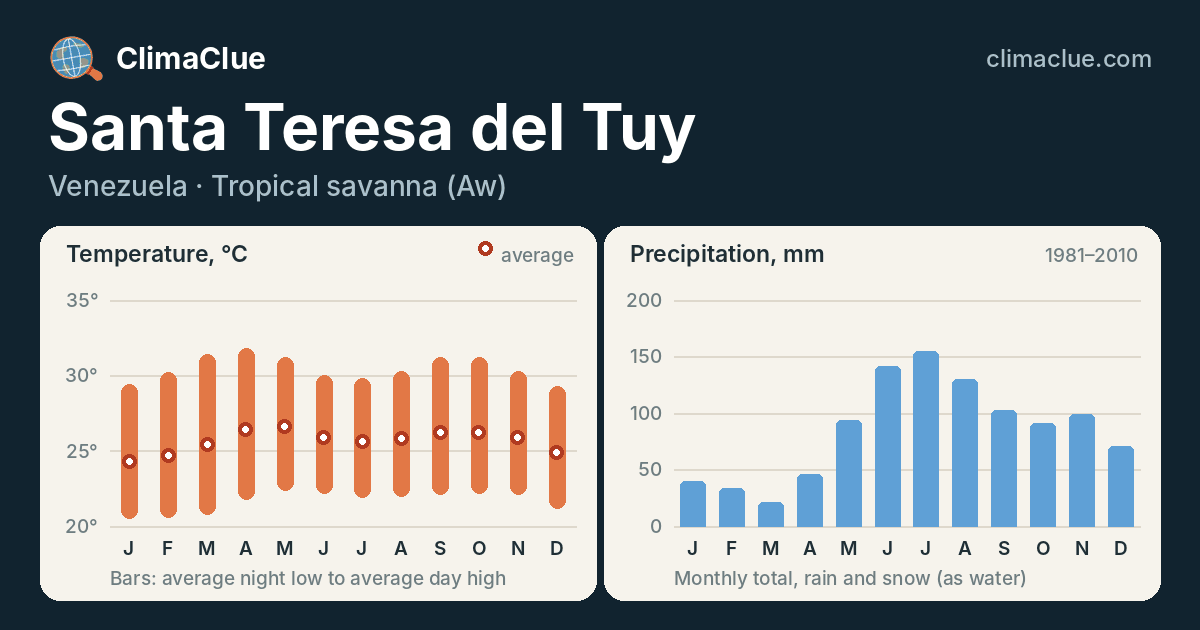 ClimaClue
climaclue.com
Santa Teresa del Tuy
Venezuela · Tropical savanna (Aw)
Temperature, °C
average
35°
30°
25°
20°
J F M A M J J A S O N D
Bars: average night low to average day high
Precipitation, mm
1981–2010
200
150
100
50
0
J F M A M J J A S O N D
Monthly total, rain and snow (as water)